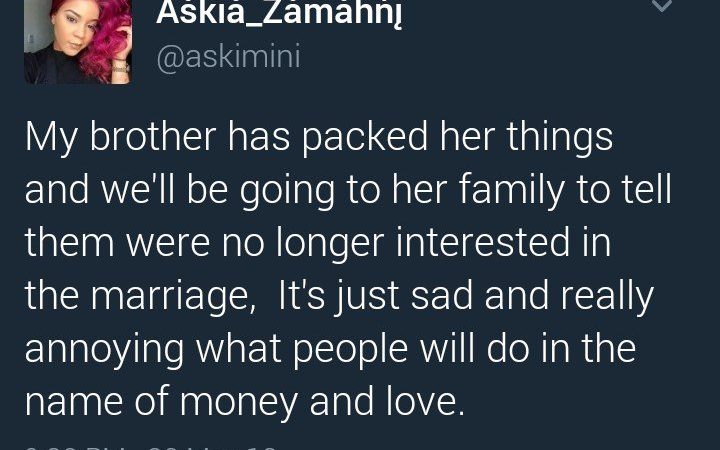 Aśkiá_Zámáhńį
@askimini
My brother has packed her things
and we'll be going to her family to tell
them were no longer interested in
the marriage,  It's just sad and really
annoying what people will do in the
name of money and love.